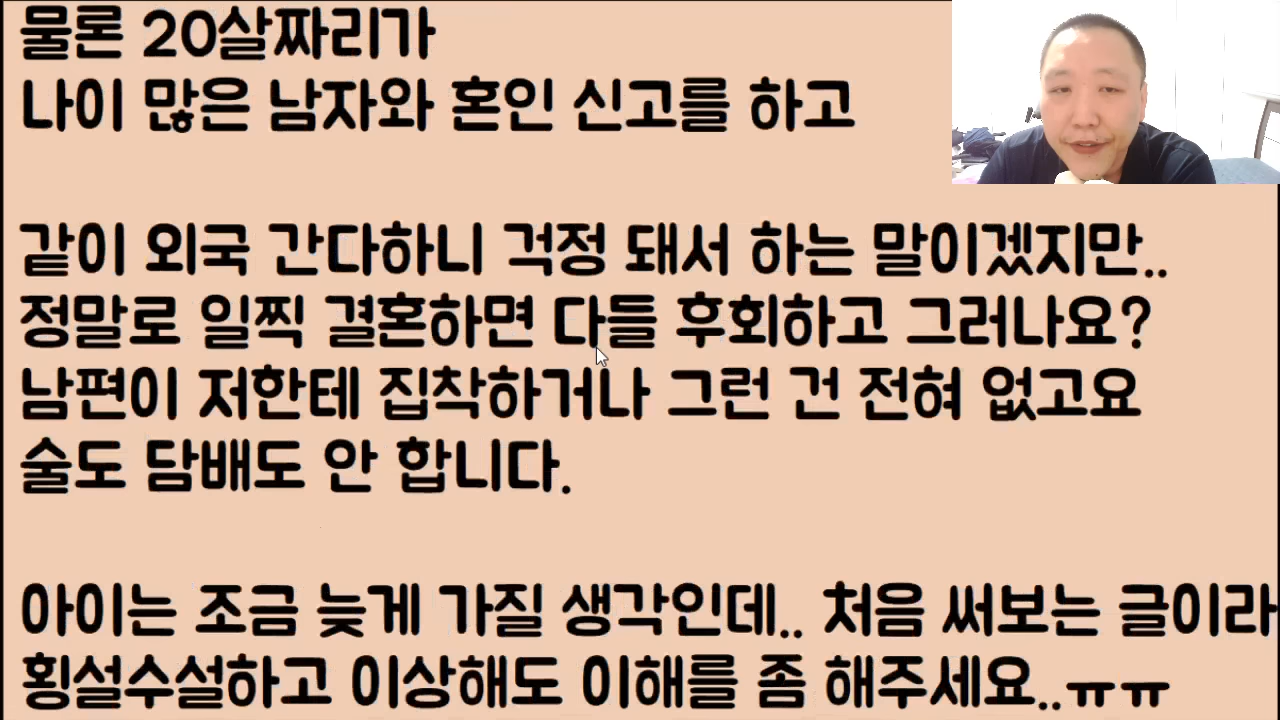 물론 20살짜리가
나이 많은 남자와 혼인 신고를 하고
같이 외국 간다하니 걱정 돼서 하는 말이겠지만..
정말로 일찍 결혼하면 다들 후회하고 그러나요?
남편이 저한테 집착하거나 그런 건 전혀 없고요
술도 담배도 안 합니다.
아이는 조금 늦게 가질 생각인데.. 처음 써보는 글이라
횡설수설하고 이상해도 이해를 좀 해주세요..ㅠㅠ